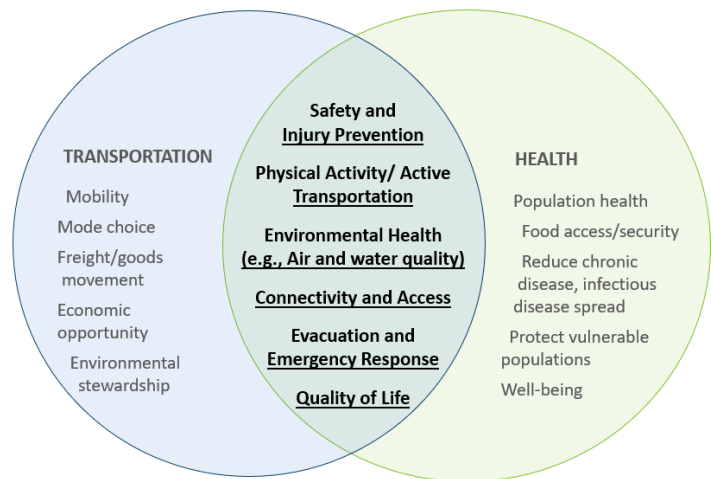 TRANSPORTATION
Mobility
Mode choice
Freight/goods
movement
Economic
opportunity
Environmental
stewardship
Safety and
Injury Prevention
Physical Activity/ Active
Transportation
Environmental Health
(e.g., Air and water quality)
Connectivity and Access
Evacuation and
Emergency Response
Quality of Life
HEALTH
Population health
Food access/security
Reduce chronic
disease, infectious
disease spread
Protect vulnerable
populations
Well-being